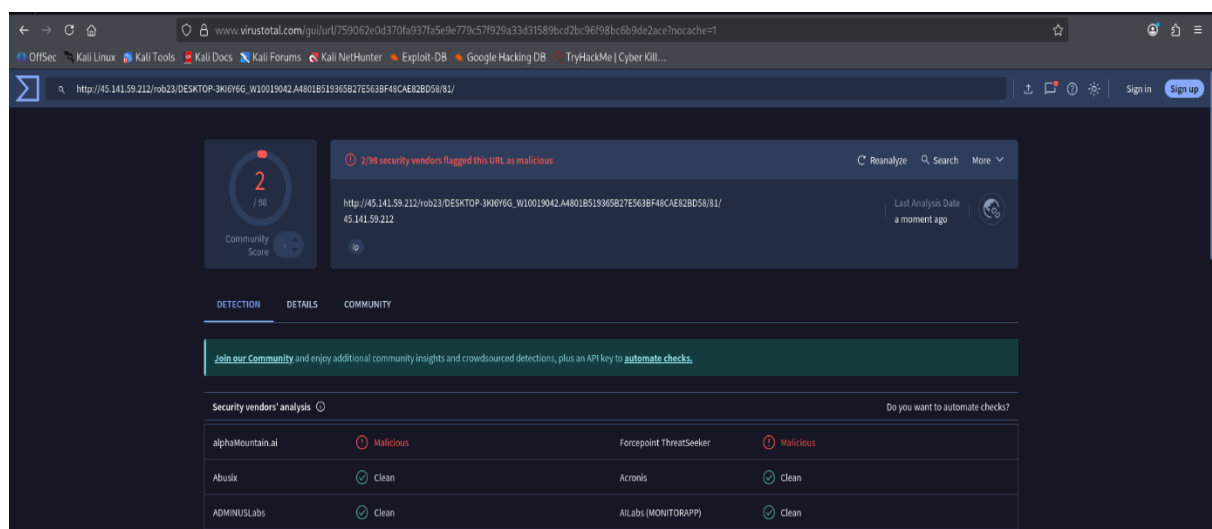 www.virustotal.com/gui/url/759062e0d370fa937fa5e9e779c57f929a33d31589bcd2bc96f98bc6b9de2ace?nocache=1
OffSec Kali Linux Kali Tools Kali Docs Kali Forums Kali NetHunter Exploit-DB Google Hacking DB TryHackMe | Cyber Kill...
http://45.141.59.212/rob23/DESKTOP-3KI6Y6G_W10019042.A4801B519365B27E563BF48CAE82BD58/81/ Sign in Sign up
2/98 security vendors flagged this URL as malicious Reanalyze Search More
2
/ 98
http://45.141.59.212/rob23/DESKTOP-3KI6Y6G_W10019042.A4801B519365B27E563BF48CAE82BD58/81/
45.141.59.212
Last Analysis Date
a moment ago
Community
Score
ip
DETECTION DETAILS COMMUNITY
Join our Community and enjoy additional community insights and crowdsourced detections, plus an API key to automate checks.
Security vendors' analysis Do you want to automate checks?
alphaMountain.ai Malicious Forcepoint ThreatSeeker Malicious
Abusix Clean Acronis Clean
ADMINUSLabs Clean AILabs (MONITORAPP) Clean